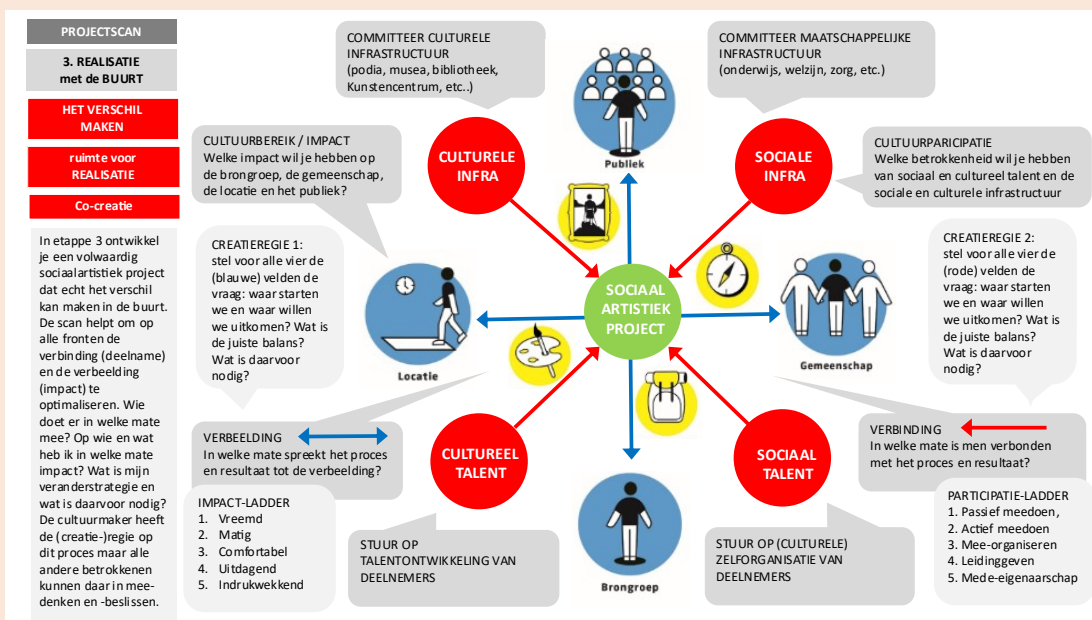 PROJECTSCAN
3. REALISATIE
met de BUURT
HET VERSCHIL
MAKEN
ruimte voor
REALISATIE
Co-creatie
In etappe 3 ontwikkel
je een volwaardig
sociaalartistiek project
dat echt het verschil
kan maken in de buurt.
De scan helpt om op
alle fronten de
verbinding (deelname)
en de verbeelding
(impact) te
optimaliseren. Wie
doet er in welke mate
mee? Op wie en wat
heb ik in welke mate
impact? Wat is mijn
veranderstrategie en
wat is daarvoor nodig?
De cultuurmaker heeft
de (creatie-)regie op
dit proces maar alle
andere betrokkenen
kunnen daar in mee-
denken en -beslissen.
COMMITTEER CULTURELE
INFRASTRUCTUUR
(podia, musea, bibliotheek,
Kunstencentrum, etc..)
CULTUURBEREIK / IMPACT
Welke impact wil je hebben op
de brongroep, de gemeenschap,
de locatie en het publiek?
CREATIEREGIE 1:
stel voor alle vier de
(blauwe) velden de
vraag: waar starten
we en waar willen
we uitkomen? Wat is
de juiste balans?
Wat is daarvoor
nodig?
VERBEELDING
In welke mate spreekt het proces
en resultaat tot de verbeelding?
IMPACT-LADDER
1. Vreemd
2. Matig
3. Comfortabel
4. Uitdagend
5. Indrukwekkend
CULTURELE
INFRA
Publiek
SOCIALE
INFRA
Locatie
SOCIAAL
ARTISTIEK
PROJECT
Gemeenschap
CULTUREEL
TALENT
SOCIAAL
TALENT
Brongroep
STUUR OP
TALENTONTWIKKELING VAN
DEELNEMERS
STUUR OP (CULTURELE)
ZELFORGANISATIE VAN
DEELNEMERS
COMMITTEER MAATSCHAPPELIJKE
INFRASTRUCTUUR
(onderwijs, welzijn, zorg, etc.)
CULTUURPARICIPATIE
Welke betrokkenheid wil je hebben
van sociaal en cultureel talent en de
sociale en culturele infrastructuur
CREATIEREGIE 2:
stel voor alle vier de
(rode) velden de
vraag: waar starten
we en waar willen
we uitkomen? Wat is
de juiste balans?
Wat is daarvoor
nodig?
VERBINDING
In welke mate is men verbonden
met het proces en resultaat?
PARTICIPATIE-LADDER
1. Passief meedoen,
2. Actief meedoen
3. Mee-organiseren
4. Leidinggeven
5. Mede-eigenaarschap